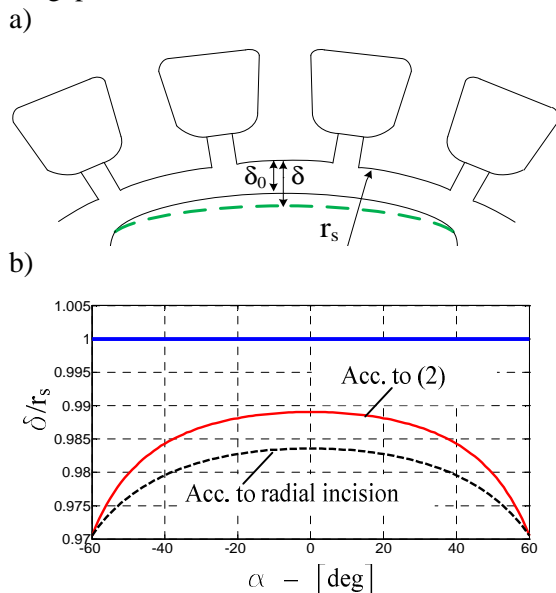 a)
δ₀
δ
rₛ
b)
1.005
1
0.995
0.99
0.985
0.98
0.975
0.97
δ/rₛ
Acc. to (2)
Acc. to radial incision
-60
-40
-20
0
20
40
60
α – [deg]